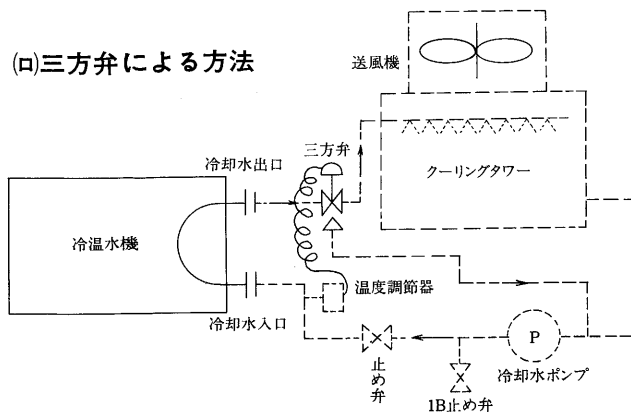 (ロ)三方弁による方法
送風機
三方弁
冷却水出口
クーリングタワー
冷温水機
温度調節器
冷却水入口
P
止め弁
冷却水ポンプ
1B止め弁